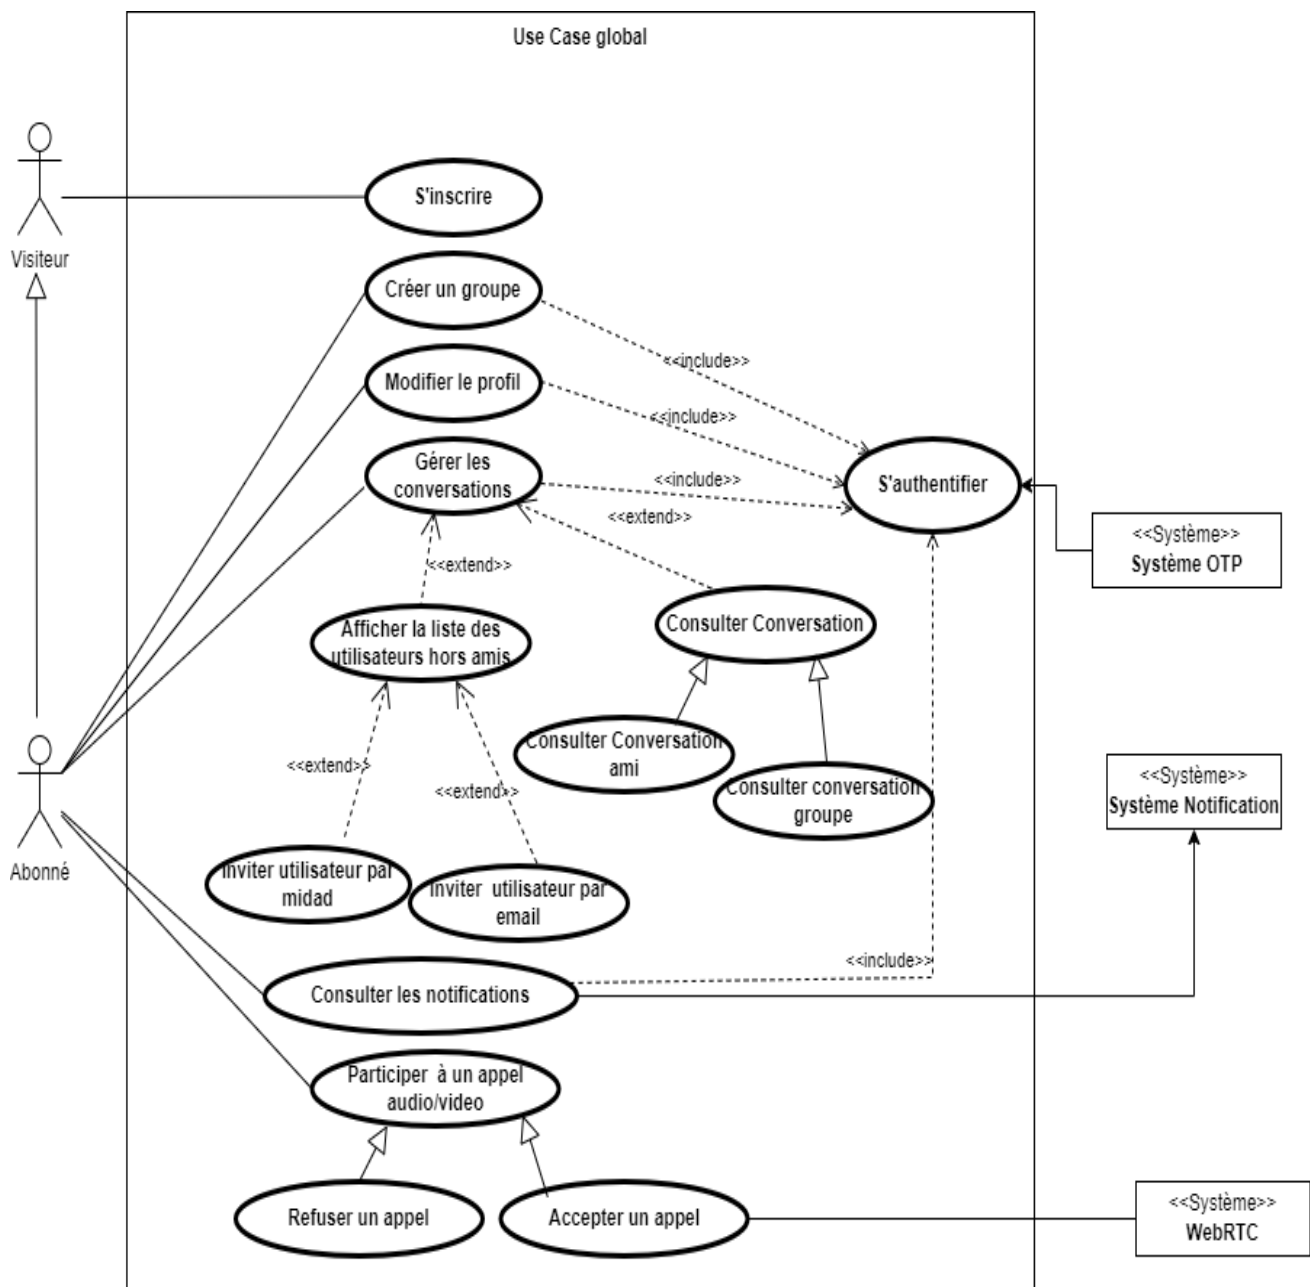 Use Case global
S'inscrire
Visiteur
Créer un groupe
<<include>>
Modifier le profil
<<include>>
Gérer les
conversations
<<include>>
S'authentifier
<<extend>>
<<Système>>
Système OTP
<<extend>>
Afficher la liste des
utilisateurs hors amis
Consulter Conversation
Consulter Conversation
ami
<<extend>>
<<extend>>
Consulter conversation
groupe
<<Système>>
Système Notification
Abonné
Inviter utilisateur par
midad
Inviter  utilisateur par
email
<<include>>
Consulter les notifications
Participer  à un appel
audio/video
Refuser un appel
Accepter un appel
<<Système>>
WebRTC